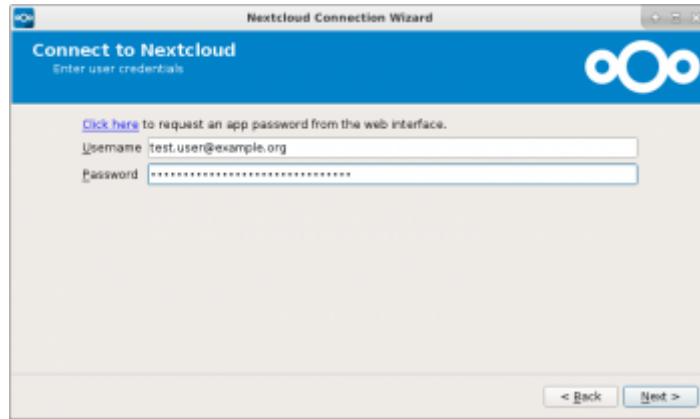 Nextcloud Connection Wizard
Connect to Nextcloud
Enter user credentials
Click here to request an app password from the web interface.
Username test.user@example.org
Password ••••••••••••••••••••••••••••••
< Back Next >